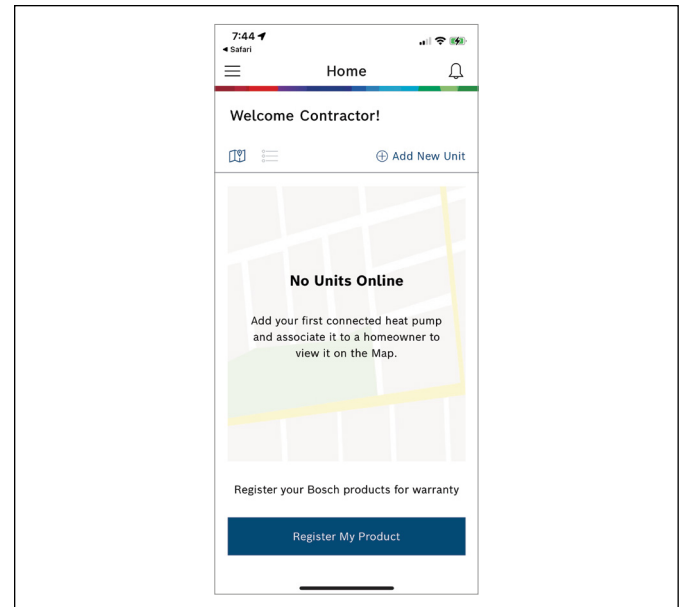 7:44
◀ Safari
Home
Welcome Contractor!
Add New Unit
No Units Online
Add your first connected heat pump
and associate it to a homeowner to
view it on the Map.
Register your Bosch products for warranty
Register My Product